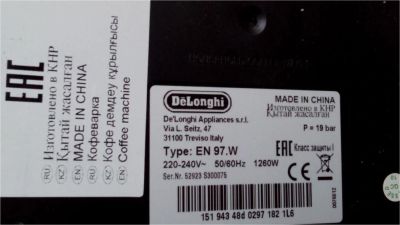 EAC
RU Изготовлено в КНР
KZ Қытай жасалған
EN MADE IN CHINA
RU Кофеварка
KZ Кофе демдеу құрылғысы
EN Coffee machine
DeLonghi
De'Longhi Appliances s.r.l.
Via L. Seitz, 47
31100 Treviso Italy
Type: EN 97.W
220-240V~ 50/60Hz 1260W
Ser.Nr. 52923 S300075
MADE IN CHINA
Изготовлено в КНР
Қытай жасалған
P = 19 bar
EAC Класс защиты I
CE
151 943 48d 0297 182 1L6